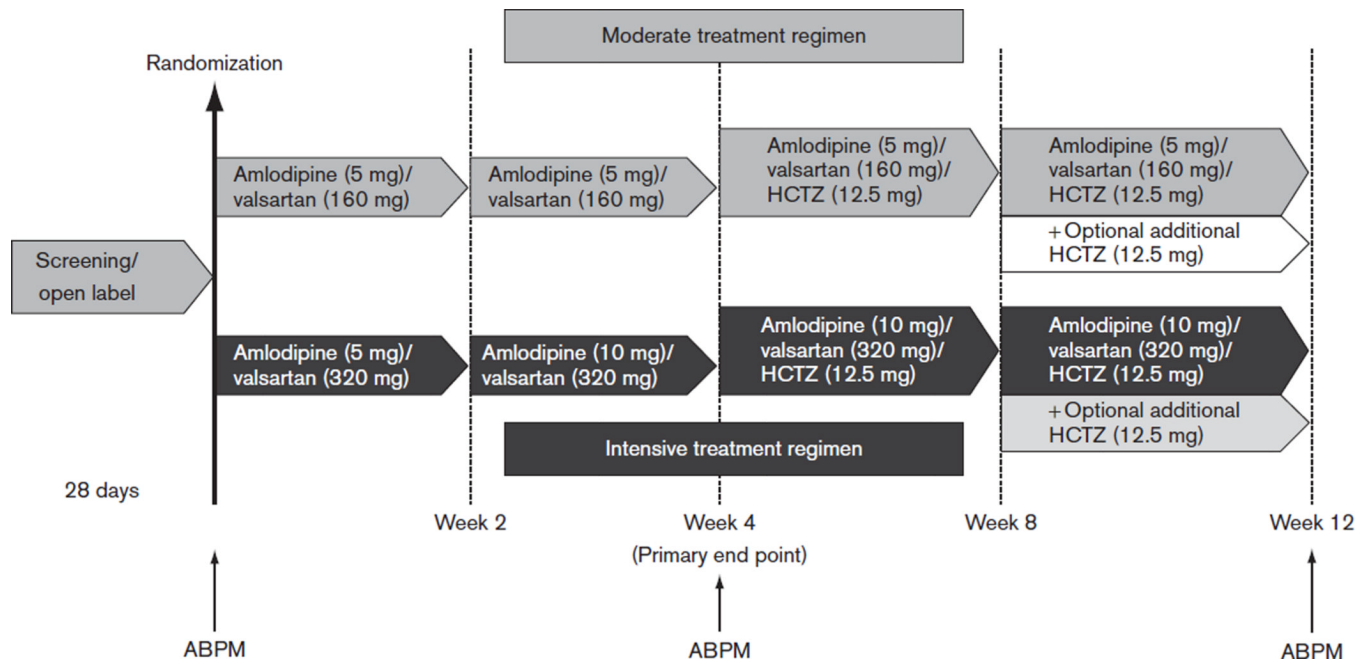 Moderate treatment regimen
Randomization
Amlodipine (5 mg)/
valsartan (160 mg)
Amlodipine (5 mg)/
valsartan (160 mg)
Amlodipine (5 mg)/
valsartan (160 mg)/
HCTZ (12.5 mg)
Amlodipine (5 mg)/
valsartan (160 mg)/
HCTZ (12.5 mg)
+Optional additional
HCTZ (12.5 mg)
Screening/
open label
Amlodipine (5 mg)/
valsartan (320 mg)
Amlodipine (10 mg)/
valsartan (320 mg)
Amlodipine (10 mg)/
valsartan (320 mg)/
HCTZ (12.5 mg)
Amlodipine (10 mg)/
valsartan (320 mg)/
HCTZ (12.5 mg)
+Optional additional
HCTZ (12.5 mg)
Intensive treatment regimen
28 days
Week 2
Week 4
(Primary end point)
Week 8
Week 12
ABPM
ABPM
ABPM